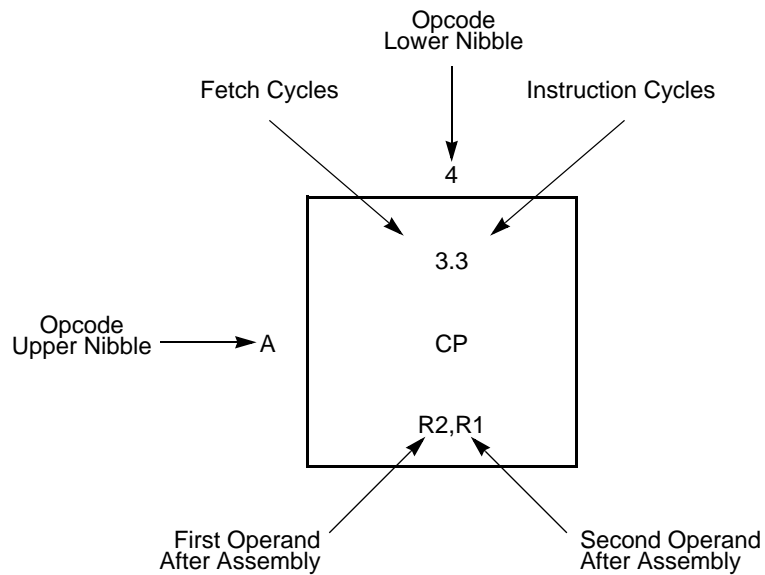 Opcode
Lower Nibble
Fetch Cycles
Instruction Cycles
4
3.3
Opcode
Upper Nibble
A
CP
R2,R1
First Operand
After Assembly
Second Operand
After Assembly